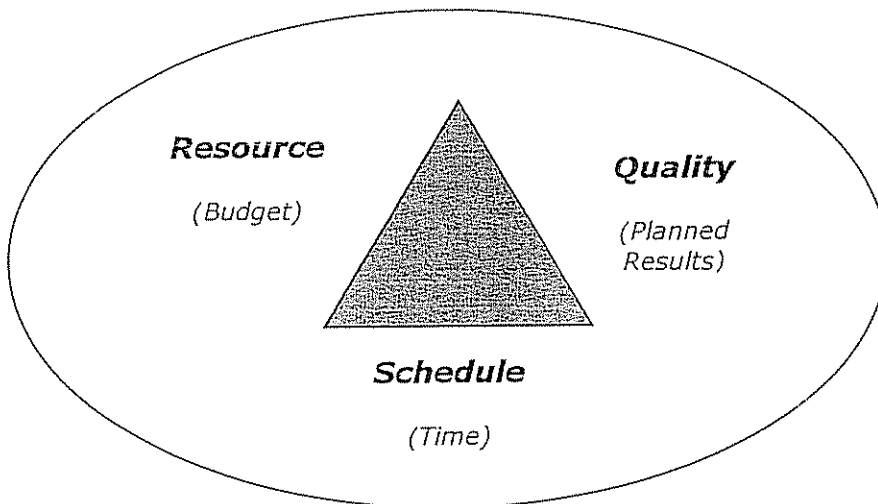 Resource
(Budget)
Quality
(Planned
Results)
Schedule
(Time)